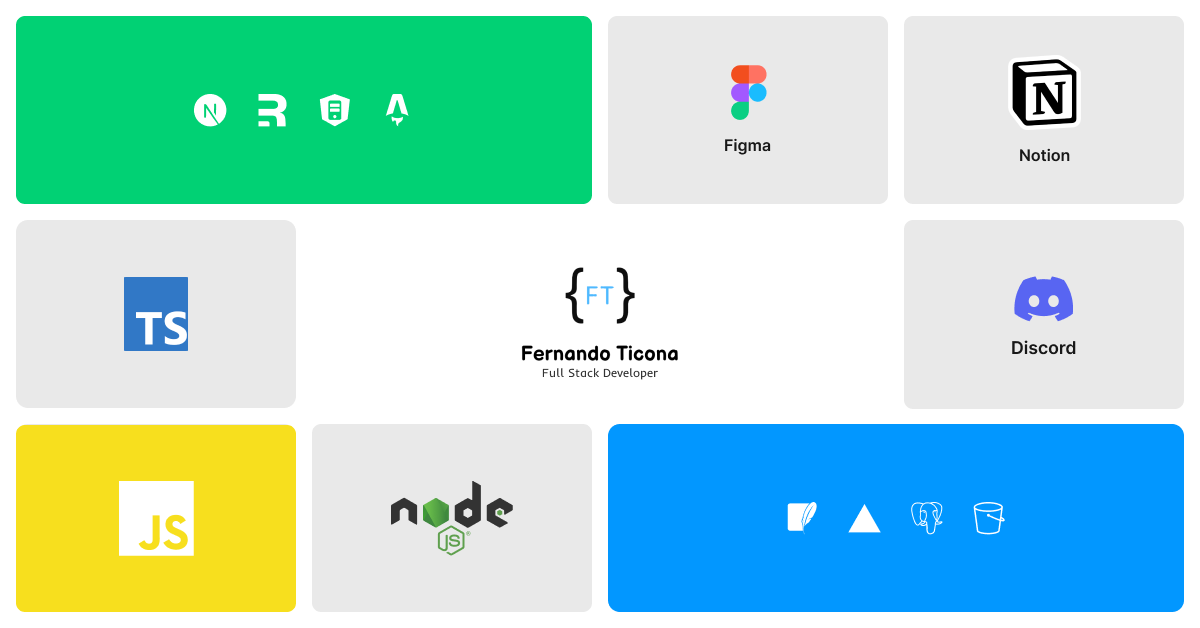 N
R
Figma
N
Notion
TS
{FT}
Fernando Ticona
Full Stack Developer
Discord
JS
node
JS
®